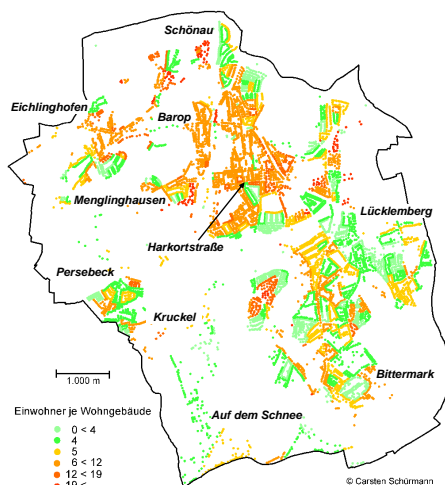 Schönau
Eichlinghofen
Barop
Menglinghausen
Lücklemberg
Harkortstraße
Persebeck
Kruckel
1.000 m
Bittermark
Einwohner je Wohngebäude
Auf dem Schnee
0 < 4
4
5
6 < 12
12 < 19
19 <
© Carsten Schürmann